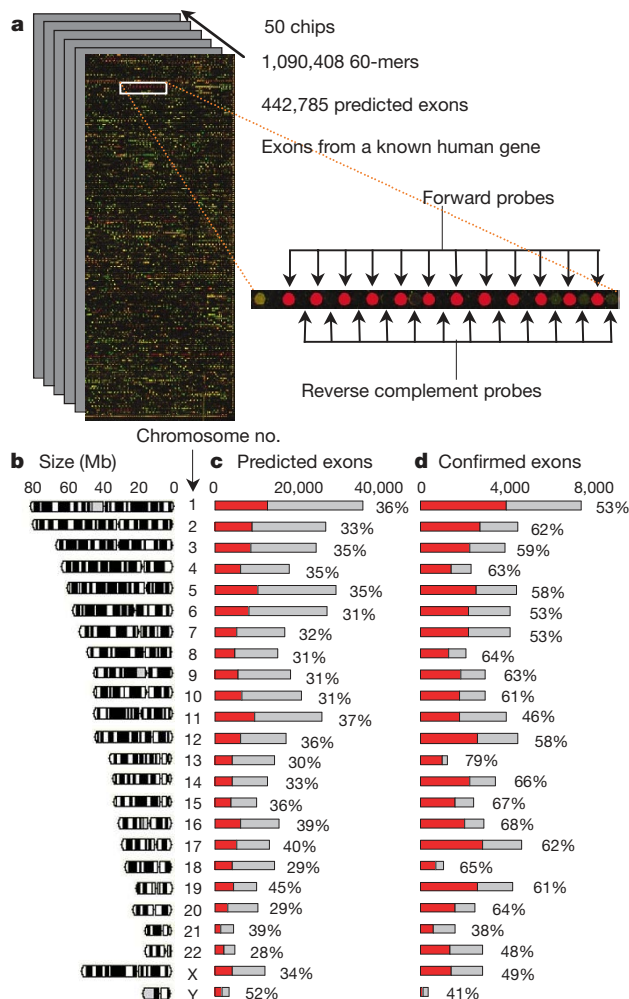 a
50 chips
1,090,408 60-mers
442,785 predicted exons
Exons from a known human gene
Forward probes
Reverse complement probes
Chromosome no.
b Size (Mb) c Predicted exons d Confirmed exons
80 60 40 20 0 0 20,000 40,000 0 4,000 8,000
1 36% 53%
2 33% 62%
3 35% 59%
4 35% 63%
5 35% 58%
6 31% 53%
7 32% 53%
8 31% 64%
9 31% 63%
10 31% 61%
11 37% 46%
12 36% 58%
13 30% 79%
14 33% 66%
15 36% 67%
16 39% 68%
17 40% 62%
18 29% 65%
19 45% 61%
20 29% 64%
21 39% 38%
22 28% 48%
X 34% 49%
Y 52% 41%